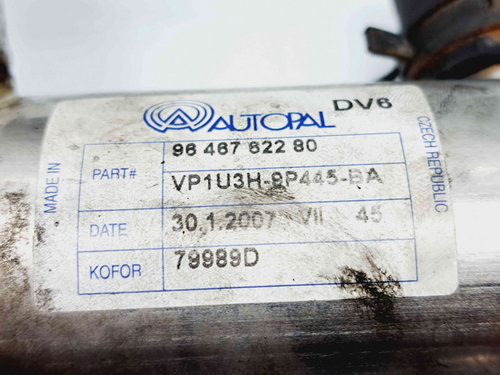 AUTOPAL DV6
MADE IN
CZECH REPUBLIC
96 467 622 80
PART# VP1U3H-9P445-BA
DATE 30.1.2007 VII 45
KOFOR 79989D